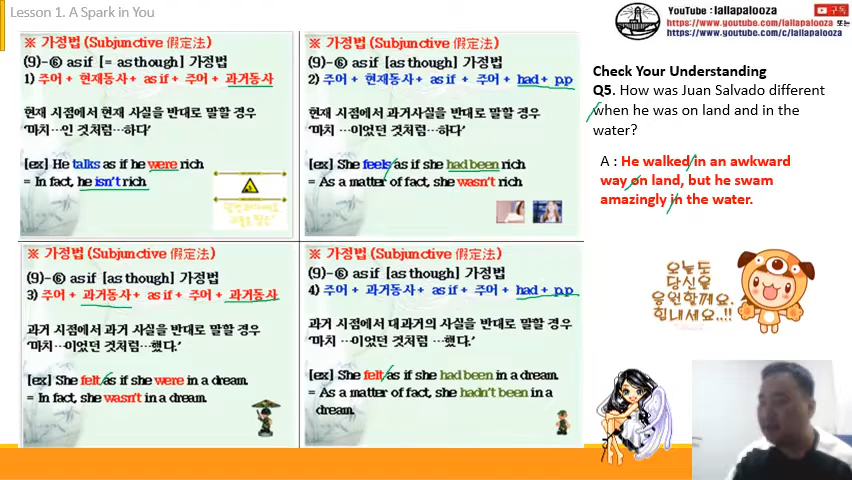 Lesson 1. A Spark in You
YouTube : lallapalooza
구독
https://www.youtube.com/lallapalooza 또는
https://www.youtube.com/c/lallapalooza
※ 가정법 (Subjunctive 假定法)
(9)-⑥ as if [= as though] 가정법
1) 주어 + 현재동사 + as if + 주어 + 과거동사
현재 시점에서 현재 사실을 반대로 말할 경우
‘마치…인 것처럼…하다’
[ex] He talks as if he were rich
= In fact, he isn't rich.
※ 가정법 (Subjunctive 假定法)
(9)-⑥ as if [as though] 가정법
2) 주어 + 현재동사 + as if + 주어 + had + p.p
현재 시점에서 과거사실을 반대로 말할 경우
‘마치 …이었던 것처럼…하다’
[ex] She feels as if she had been rich
= As a matter of fact, she wasn't rich.
※ 가정법 (Subjunctive 假定法)
(9)-⑥ as if [as though] 가정법
3) 주어 + 과거동사 + as if + 주어 + 과거동사
과거 시점에서 과거 사실을 반대로 말할 경우
‘마치…이었던 것처럼 …했다.’
[ex] She felt as if she were in a dream.
= In fact, she wasn't in a dream.
※ 가정법 (Subjunctive 假定法)
(9)-⑥ as if [as though] 가정법
4) 주어 + 과거동사 + as if + 주어 + had + p.p
과거 시점에서 대과거의 사실을 반대로 말할 경우
‘마치 …이었던 것처럼 …했다.’
[ex] She felt as if she had been in a dream.
= As a matter of fact, she hadn't been in a
dream.
Check Your Understanding
Q5. How was Juan Salvado different
when he was on land and in the
water?
A : He walked in an awkward
way on land, but he swam
amazingly in the water.
오늘도
당신을
응원할께요.
힘내세요..!!